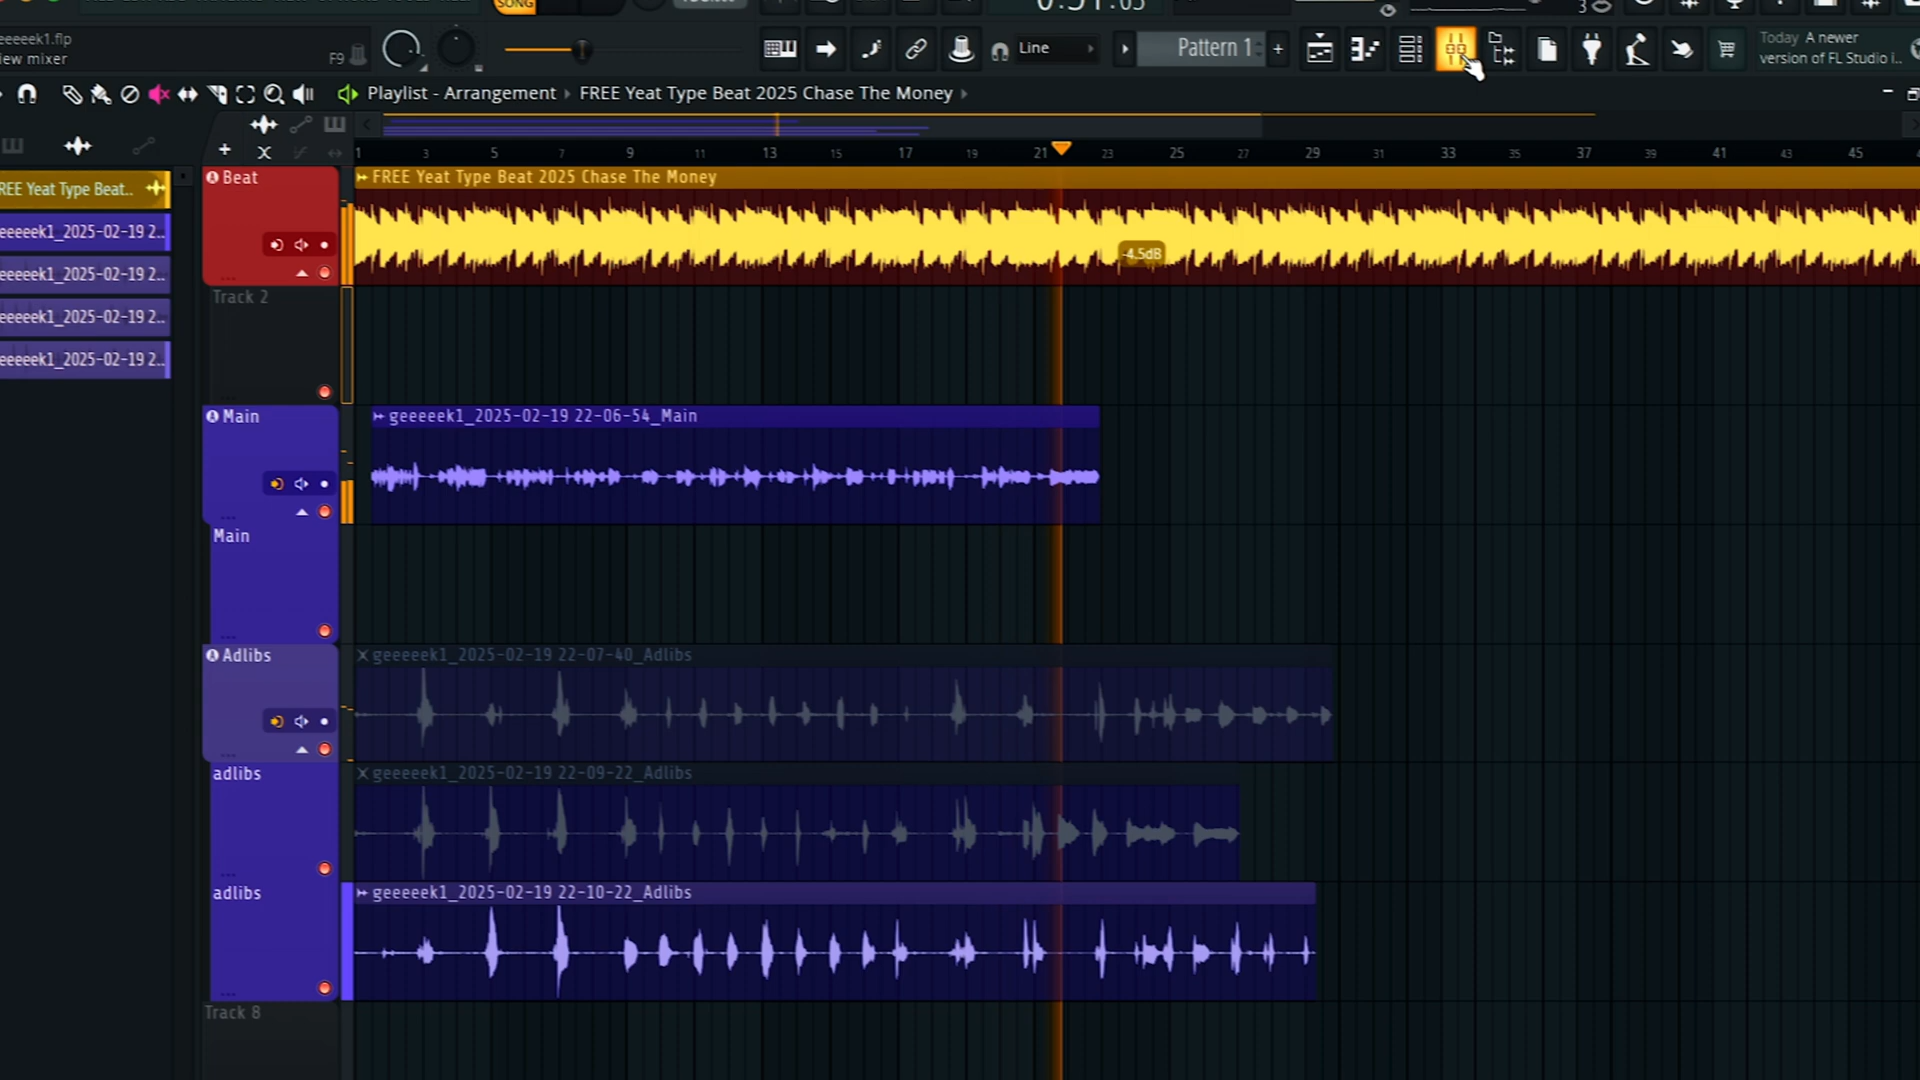 SONG
eeeeek1.flp
iew mixer
F9
Line
Pattern 1
+
3
Today A newer
version of FL Studio i..
Playlist - Arrangement › FREE Yeat Type Beat 2025 Chase The Money ›
1 3 5 7 9 11 13 15 17 19 21 23 25 27 29 31 33 35 37 39 41 43 45
REE Yeat Type Beat..
eeeeek1_2025-02-19 2..
eeeeek1_2025-02-19 2..
eeeeek1_2025-02-19 2..
eeeeek1_2025-02-19 2..
Beat
FREE Yeat Type Beat 2025 Chase The Money
-4.5dB
Track 2
Main
geeeeek1_2025-02-19 22-06-54_Main
Main
Adlibs
geeeeek1_2025-02-19 22-07-40_Adlibs
adlibs
geeeeek1_2025-02-19 22-09-22_Adlibs
adlibs
geeeeek1_2025-02-19 22-10-22_Adlibs
Track 8